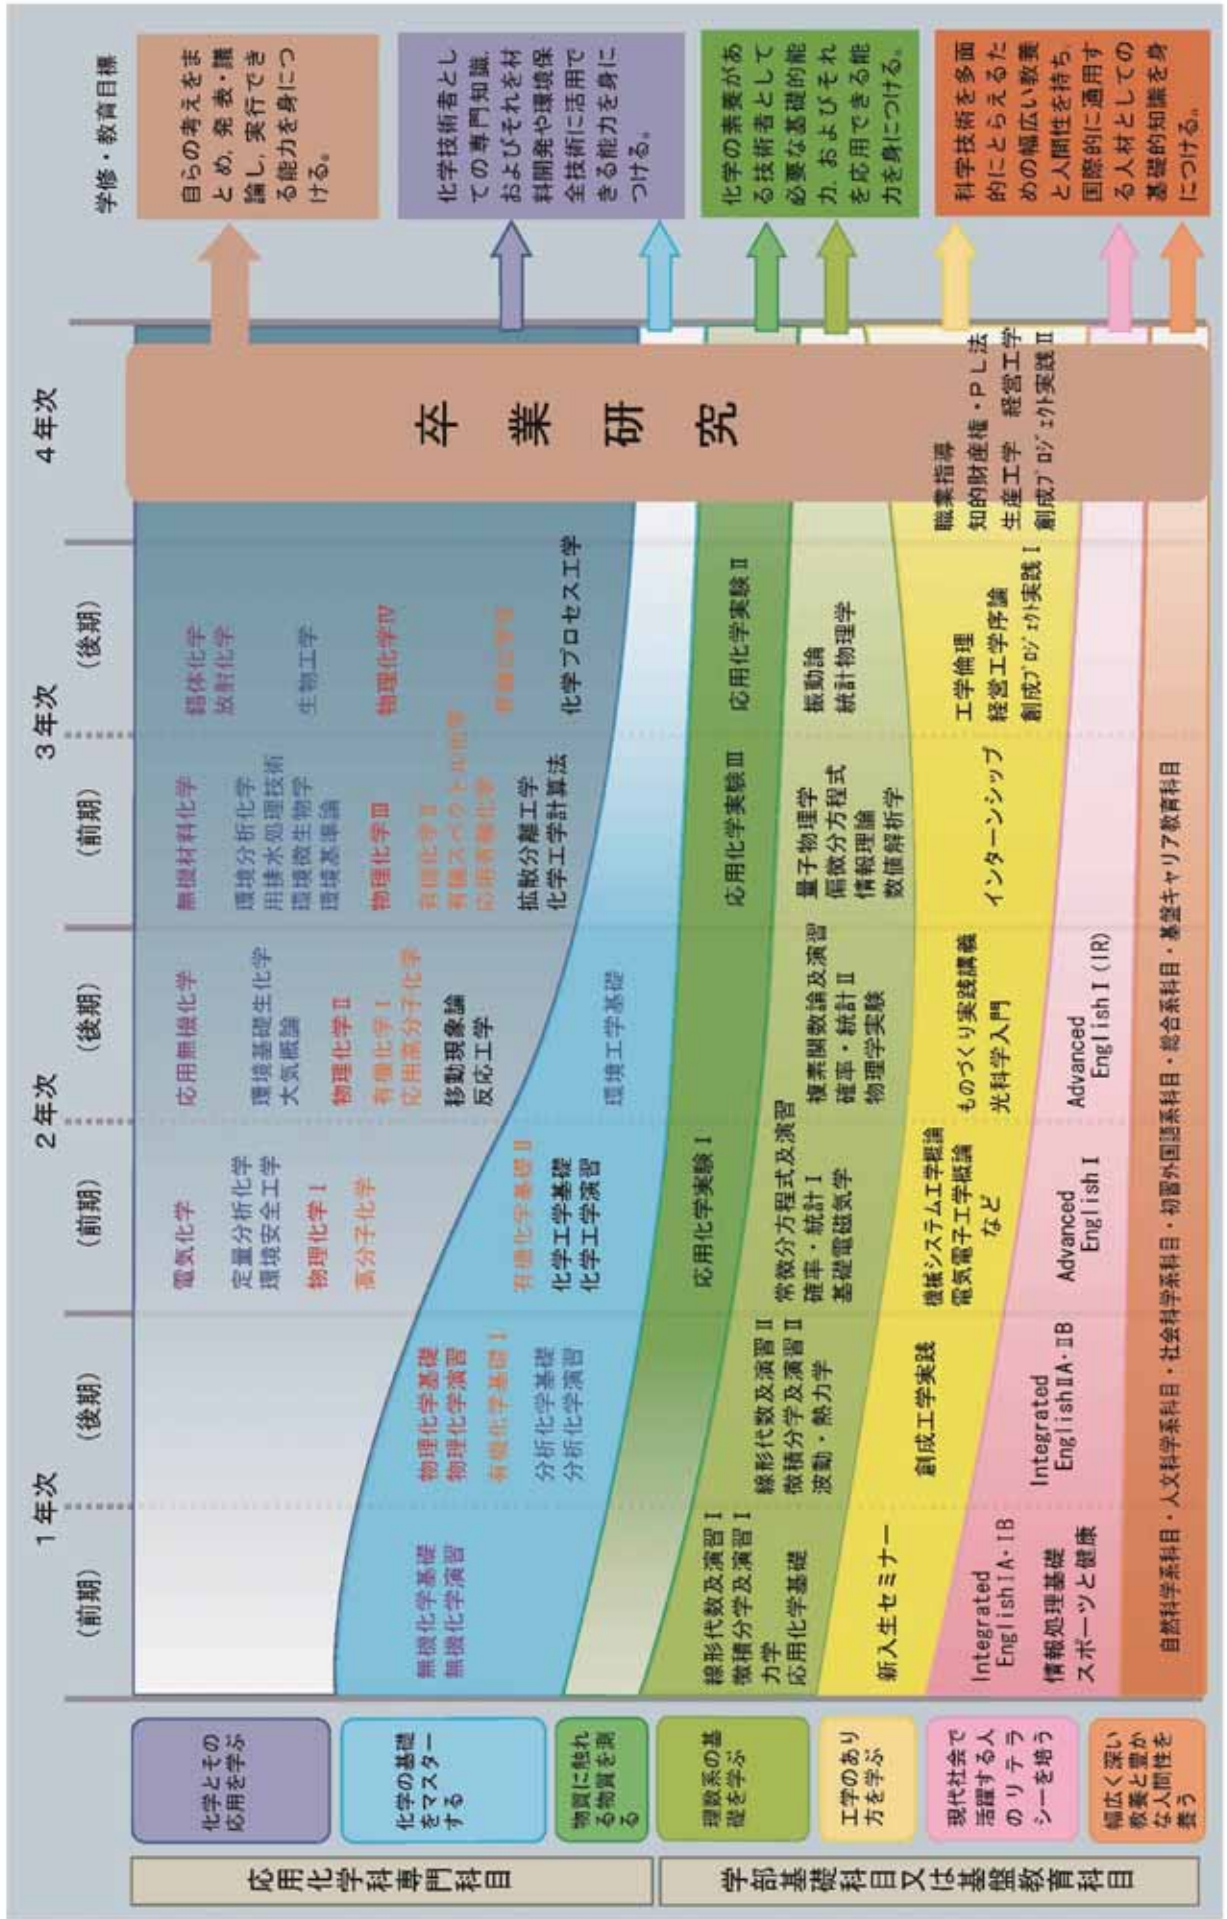 1年次
2年次
3年次
4年次
学修・教育目標
(前期)
(後期)
(前期)
(後期)
(前期)
(後期)
応用化学科専門科目
学部基礎科目又は基盤教育科目
化学とその
応用を学ぶ
電気化学
定量分析化学
環境安全工学
物理化学Ⅰ
高分子化学
応用無機化学
環境基礎生化学
大気概論
物理化学Ⅱ
有機化学Ⅰ
応用高分子化学
移動現象論
反応工学
無機材料化学
環境分析化学
用排水処理技術
環境微生物学
環境基準論
物理化学Ⅲ
有機化学Ⅱ
有機スペクトル化学
応用有機化学
拡散分離工学
化学工学計算法
錯体化学
放射化学
生物工学
物理化学Ⅳ
化学プロセス工学
化学の基礎
をマスター
する
無機化学基礎
無機化学演習
物理化学基礎
物理化学演習
有機化学基礎Ⅰ
分析化学基礎
分析化学演習
有機化学基礎Ⅱ
化学工学基礎
化学工学演習
環境工学基礎
物質に触れ
る物質を測
る
応用化学実験Ⅰ
応用化学実験Ⅲ
応用化学実験Ⅱ
理数系の基
礎を学ぶ
線形代数及演習Ⅰ
微積分学及演習Ⅰ
力学
応用化学基礎
線形代数及演習Ⅱ
微積分学及演習Ⅱ
波動・熱力学
常微分方程式及演習
確率・統計Ⅰ
基礎電磁気学
複素関数論及演習
確率・統計Ⅱ
物理学実験
量子物理学
偏微分方程式
情報理論
数値解析学
振動論
統計物理学
工学のあり
方を学ぶ
新入生セミナー
創成工学実践
機械システム工学概論
電気電子工学概論
など
ものづくり実践講義
光科学入門
インターンシップ
工学倫理
経営工学序論
創成プロジェクト実践Ⅰ
職業指導
知的財産権・PL法
生産工学 経営工学
創成プロジェクト実践Ⅱ
現代社会で
活躍する人
のリテラ
シーを培う
Integrated
EnglishⅠA・ⅠB
情報処理基礎
スポーツと健康
Integrated
EnglishⅡA・ⅡB
Advanced
EnglishⅠ
Advanced
EnglishⅠ(IR)
幅広く深い
教養と豊か
な人間性を
養う
自然科学系科目・人文科学系科目・社会科学系科目・初習外国語系科目・総合系科目・基盤キャリア教育科目
卒業研究
自らの考えをま
とめ,発表・議
論し,実行でき
る能力を身につ
ける。
化学技術者とし
ての専門知識,
およびそれを材
料開発や環境保
全技術に活用で
きる能力を身に
つける。
化学の素養があ
る技術者として
必要な基礎的能
力,およびそれ
を応用できる能
力を身につける。
科学技術を多面
的にとらえるた
めの幅広い教養
と人間性を持ち,
国際的に通用す
る人材としての
基礎的知識を身
につける。